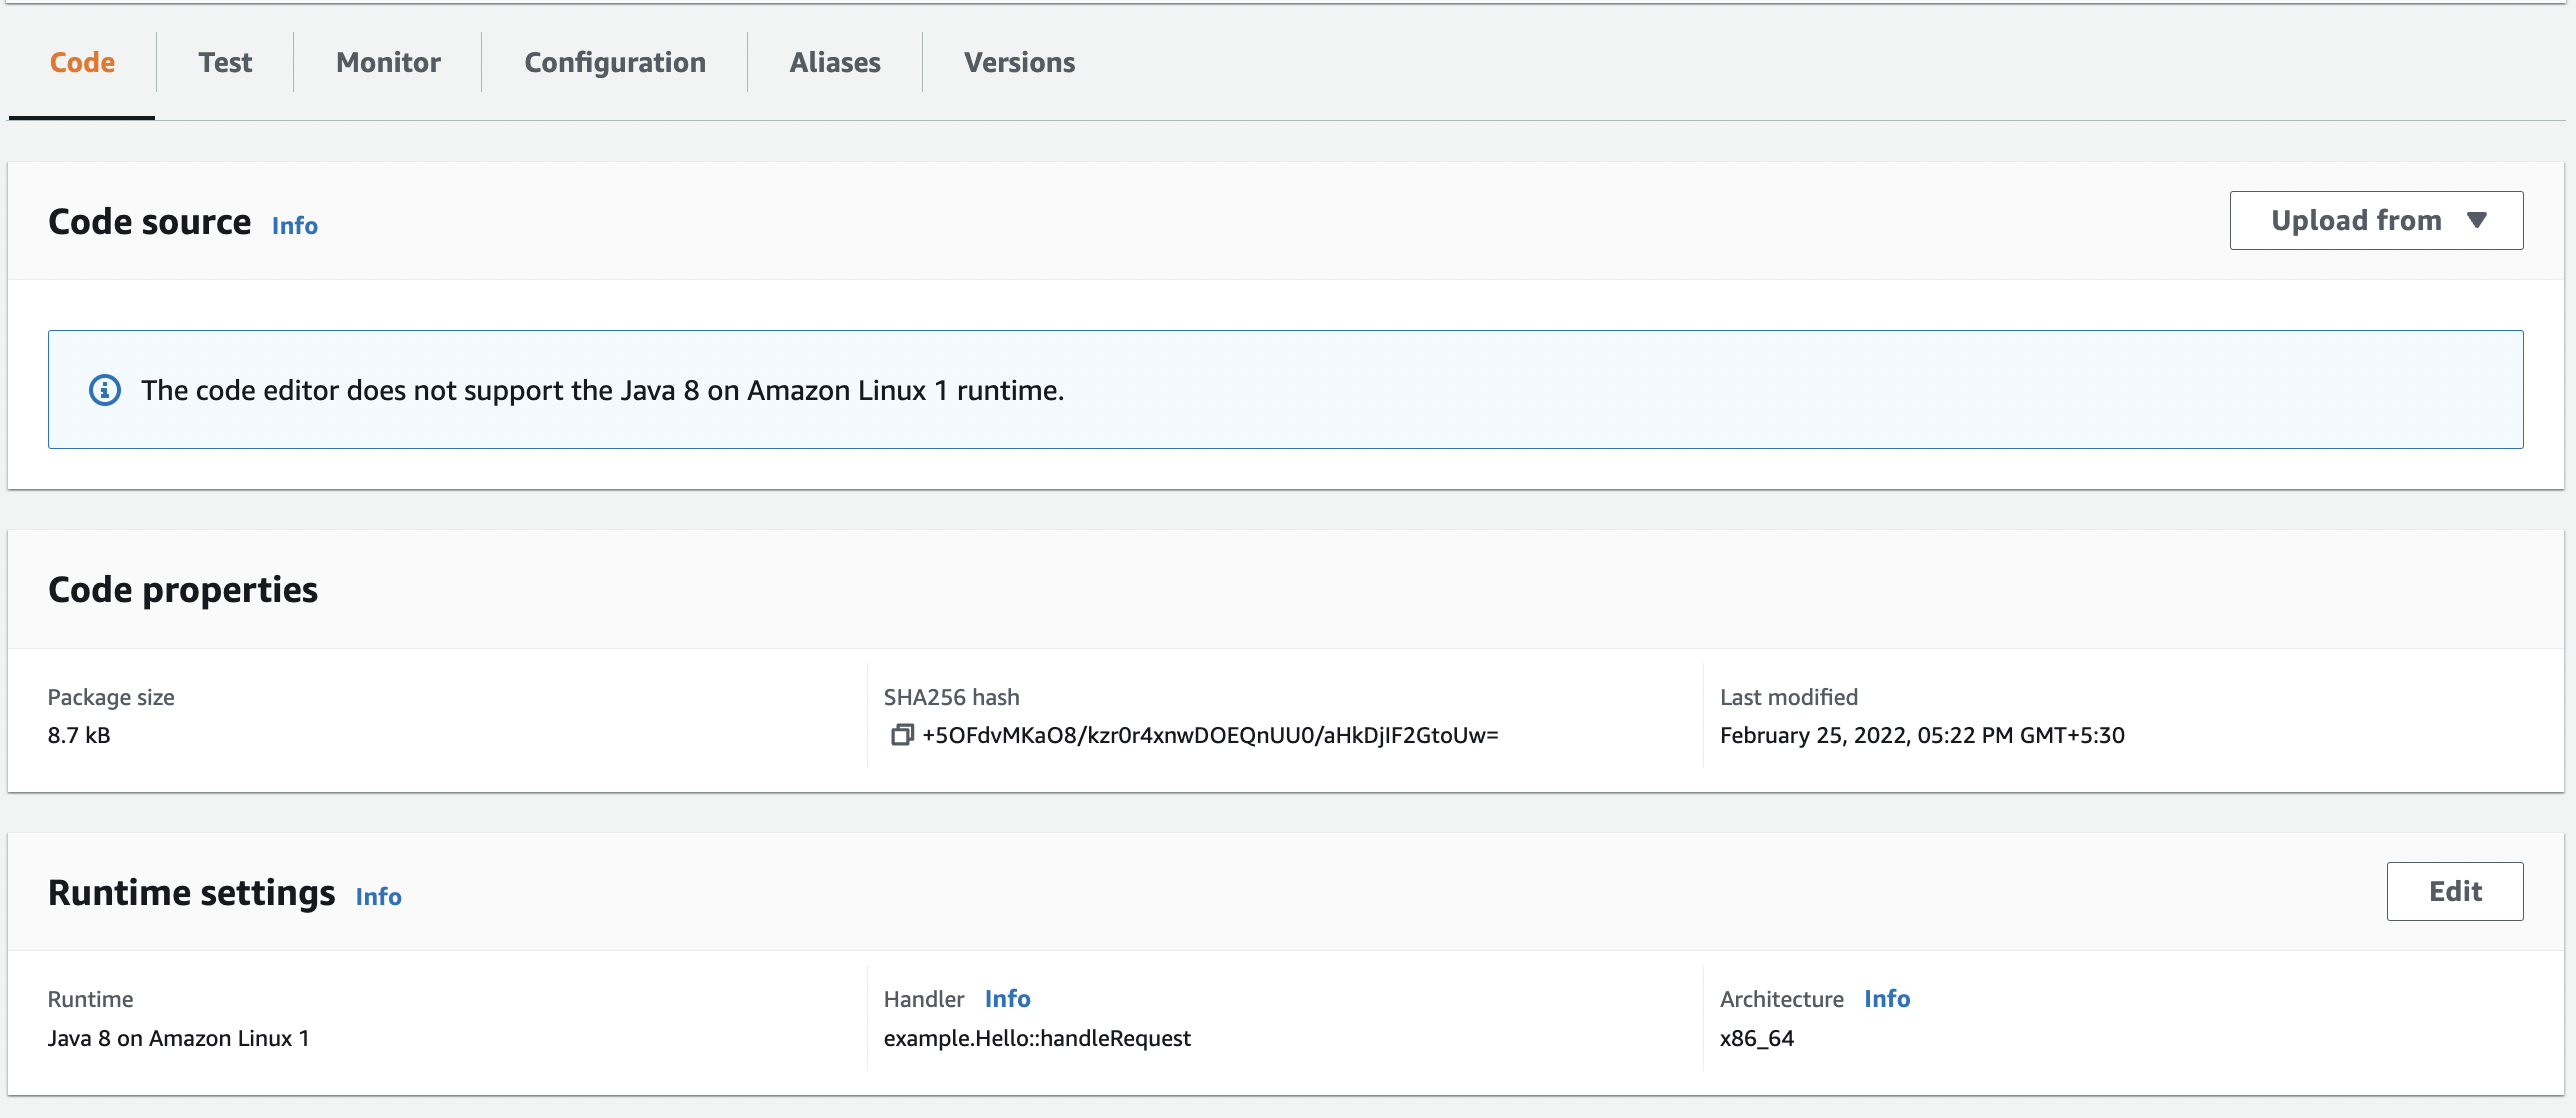 Code Test Monitor Configuration Aliases Versions
Code source Info Upload from
The code editor does not support the Java 8 on Amazon Linux 1 runtime.
Code properties
Package size SHA256 hash Last modified
8.7 kB +5OFdvMKaO8/kzr0r4xnwDOEQnUU0/aHkDjIF2GtoUw= February 25, 2022, 05:22 PM GMT+5:30
Runtime settings Info Edit
Runtime Handler Info Architecture Info
Java 8 on Amazon Linux 1 example.Hello::handleRequest x86_64